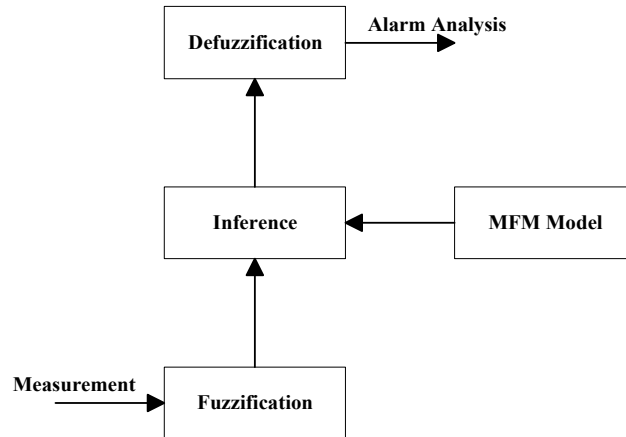 Defuzzification
Alarm Analysis
Inference
MFM Model
Measurement
Fuzzification